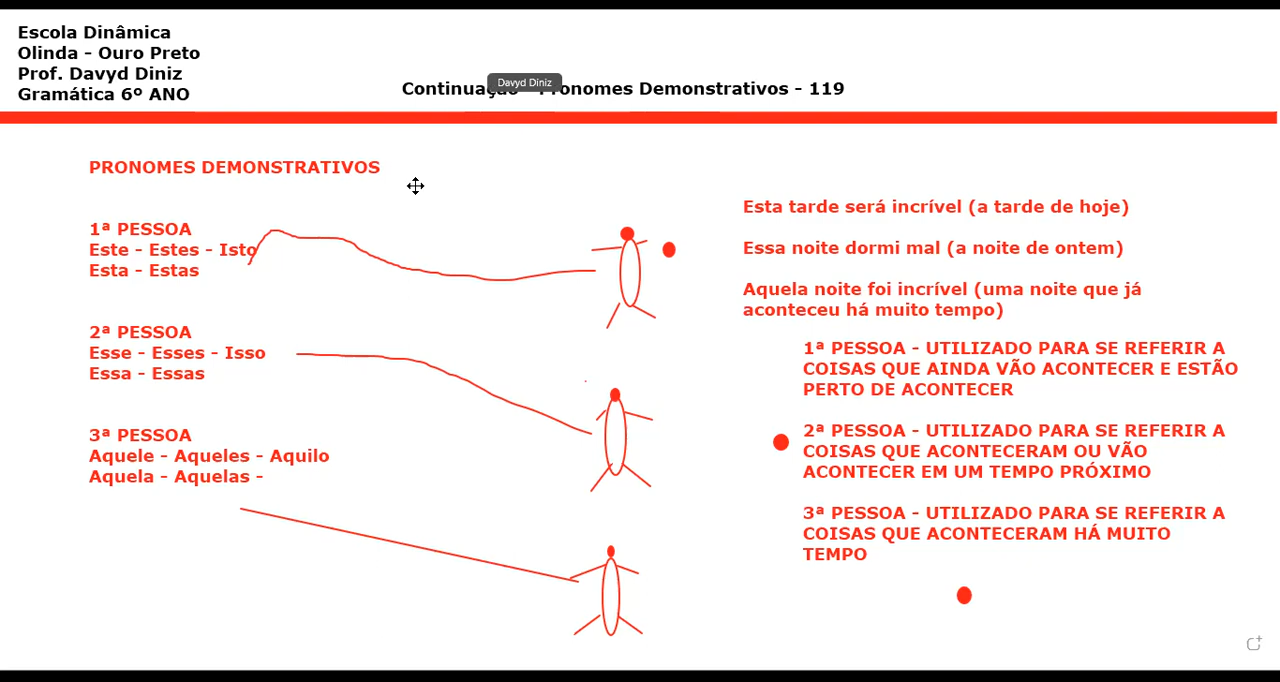 Escola Dinâmica
Olinda - Ouro Preto
Prof. Davyd Diniz
Gramática 6º ANO
Davyd Diniz
Continuação - Pronomes Demonstrativos - 119
PRONOMES DEMONSTRATIVOS
1ª PESSOA
Este - Estes - Isto
Esta - Estas
2ª PESSOA
Esse - Esses - Isso
Essa - Essas
3ª PESSOA
Aquele - Aqueles - Aquilo
Aquela - Aquelas -
Esta tarde será incrível (a tarde de hoje)
Essa noite dormi mal (a noite de ontem)
Aquela noite foi incrível (uma noite que já
aconteceu há muito tempo)
1ª PESSOA - UTILIZADO PARA SE REFERIR A
COISAS QUE AINDA VÃO ACONTECER E ESTÃO
PERTO DE ACONTECER
2ª PESSOA - UTILIZADO PARA SE REFERIR A
COISAS QUE ACONTECERAM OU VÃO
ACONTECER EM UM TEMPO PRÓXIMO
3ª PESSOA - UTILIZADO PARA SE REFERIR A
COISAS QUE ACONTECERAM HÁ MUITO
TEMPO